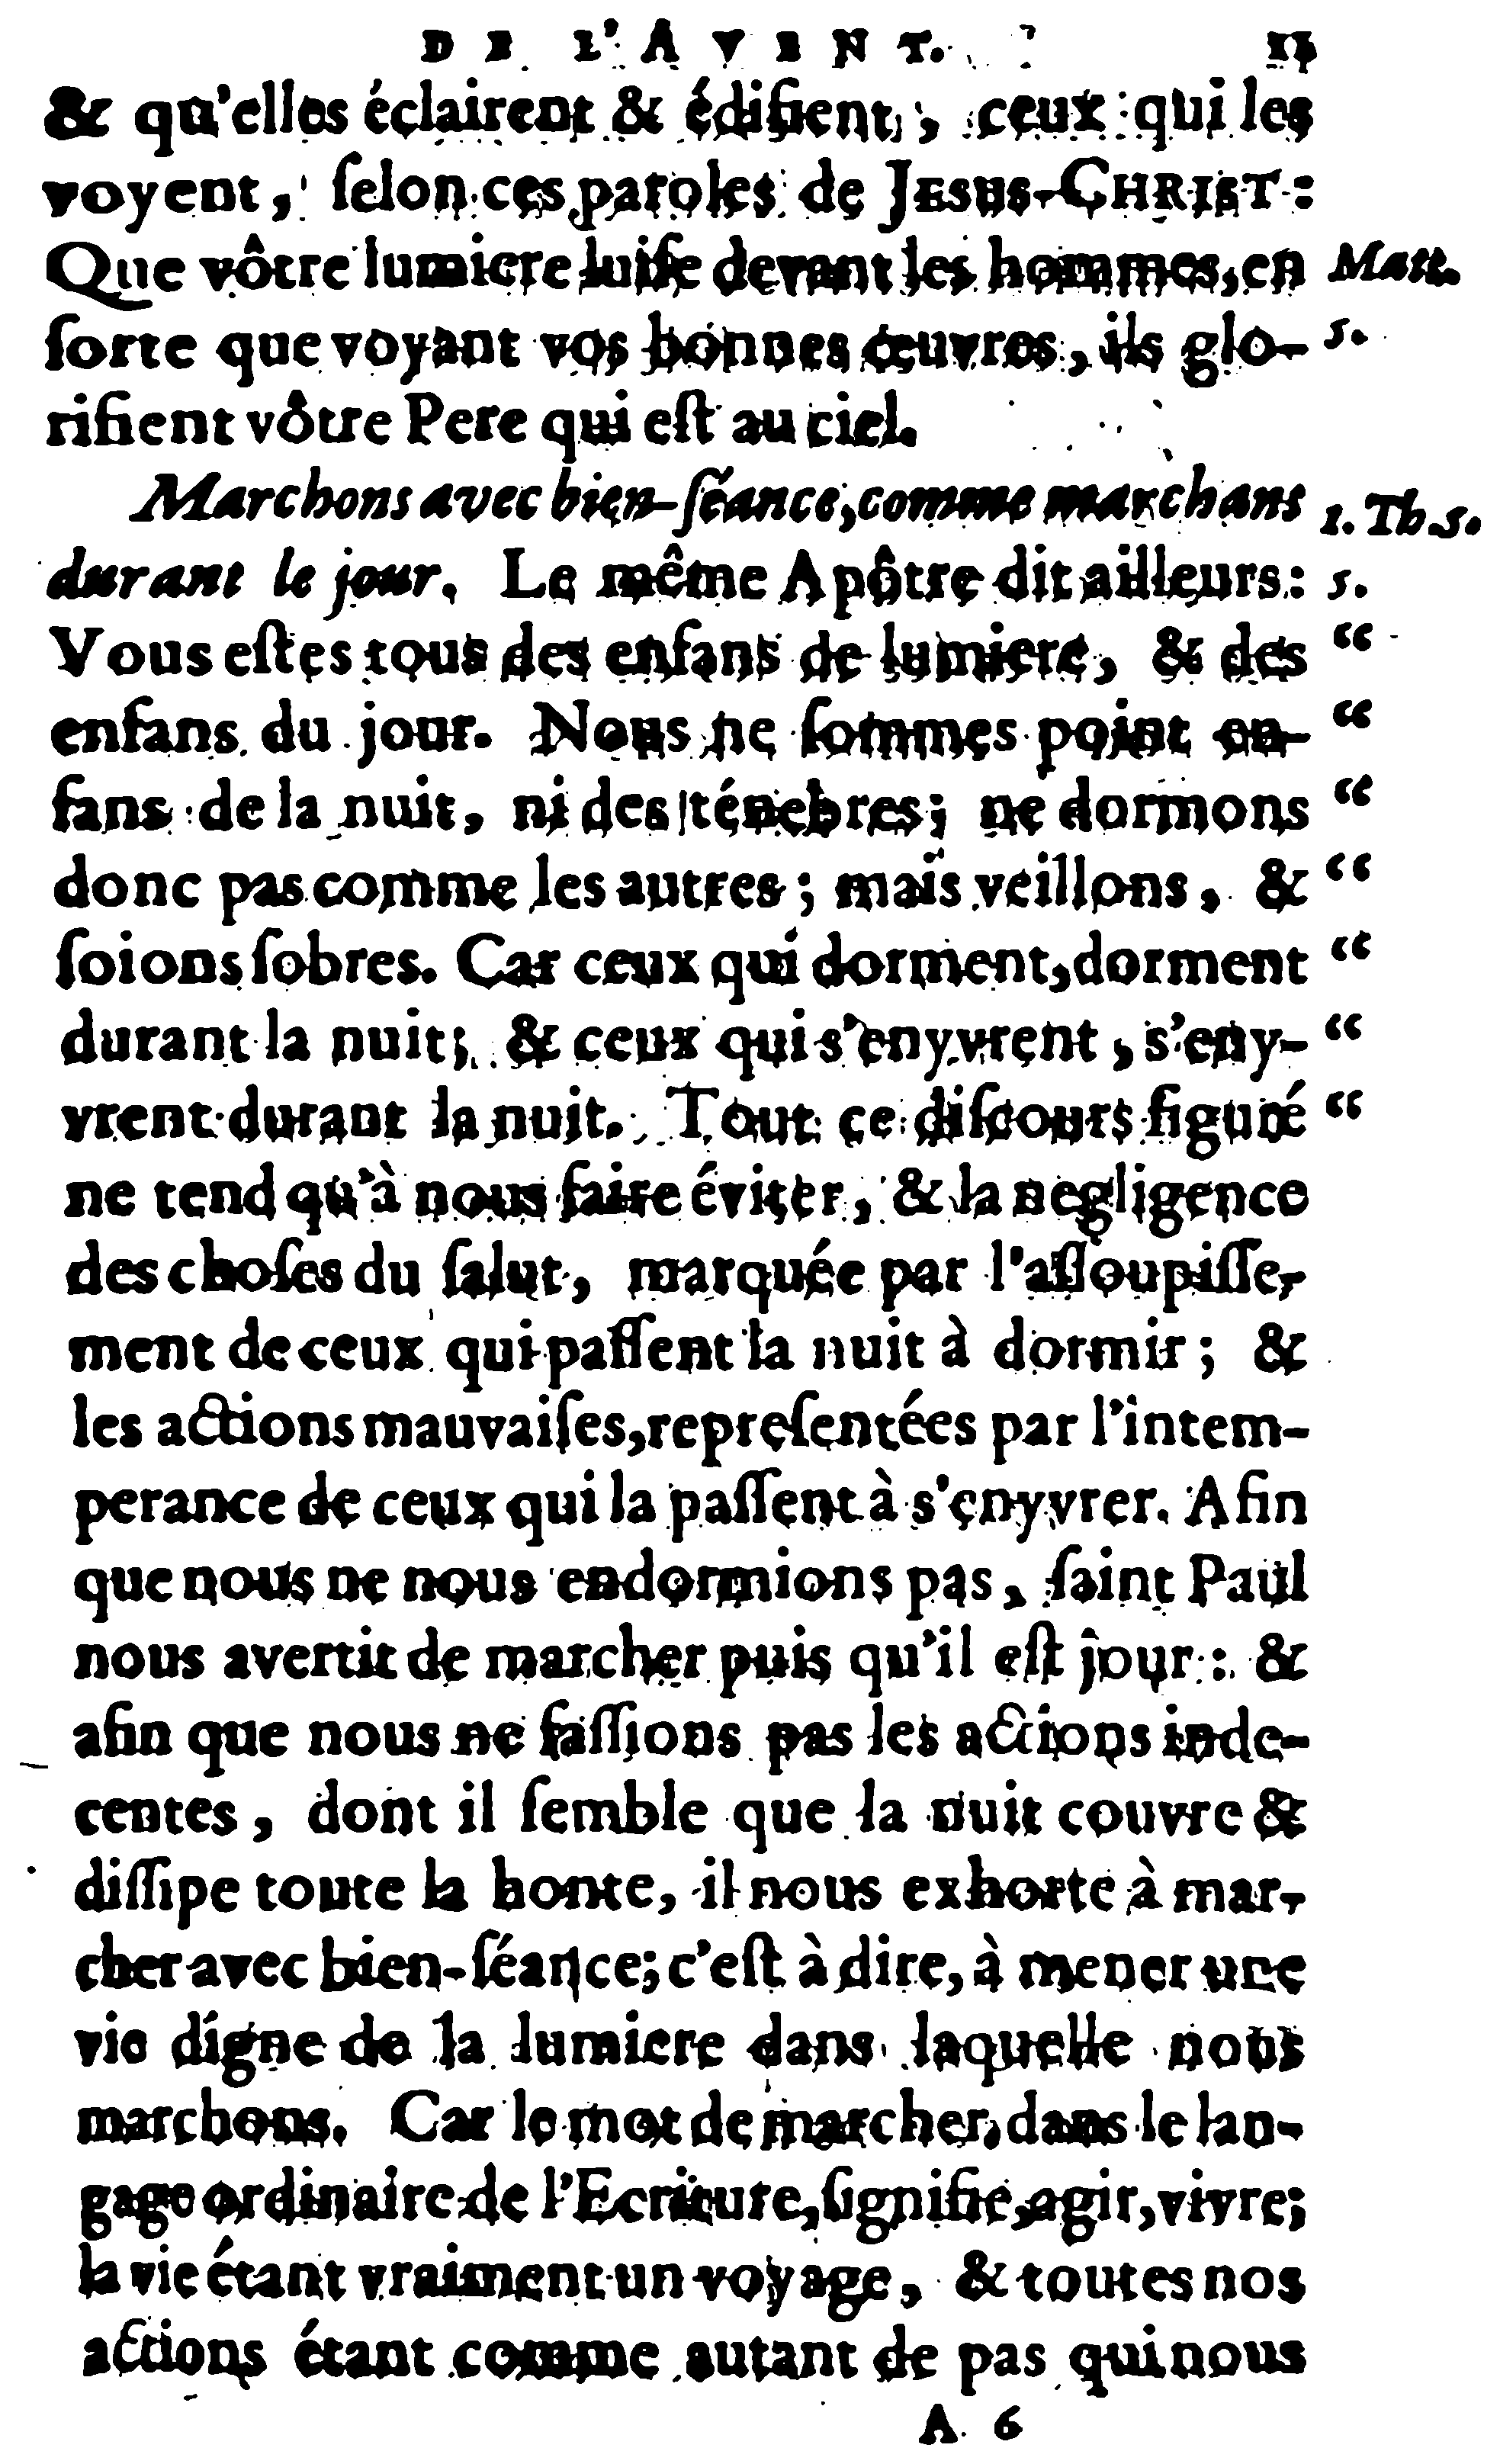 DE L'AVENT.
& qu'elles éclairent & édifient, ceux qui les
voyent, ſelon ces paroles de JESUS-CHRIST :
Que vôtre lumiere luiſe devant les hommes, en Matt.
ſorte que voyant vos bonnes œuvres, ils glo- 5.
rifient vôtre Pere qui eſt au ciel.
Marchons avec bien-ſéance, comme marchans 1. Th. 5.
durant le jour. Le même Apôtre dit ailleurs: 5.
Vous eſtes tous des enfans de lumiere, & des “
enfans du jour. Nous ne ſommes point en- “
fans de la nuit, ni des ténebres; ne dormons “
donc pas comme les autres; mais veillons, & “
ſoions ſobres. Car ceux qui dorment, dorment “
durant la nuit; & ceux qui s'enyvrent, s'eny- “
vrent durant la nuit. Tout ce diſcours figuré “
ne tend qu'à nous faire éviter, & la negligence
des choſes du ſalut, marquée par l'aſſoupiſſe-
ment de ceux qui paſſent la nuit à dormir; &
les actions mauvaiſes, repreſentées par l'intem-
perance de ceux qui la paſſent à s'enyvrer. Afin
que nous ne nous endormions pas, ſaint Paul
nous avertit de marcher puis qu'il eſt jour : &
afin que nous ne faſſions pas les actions inde-
centes, dont il ſemble que la nuit couvre &
diſſipe toute la honte, il nous exhorte à mar-
cher avec bien-ſéance; c'eſt à dire, à mener une
vie digne de la lumiere dans laquelle nous
marchons. Car le mot de marcher, dans le lan-
gage ordinaire de l'Ecriture, ſignifie, agir, vivre;
la vie étant vraiment un voyage, & toutes nos
actions étant comme autant de pas qui nous
A 6